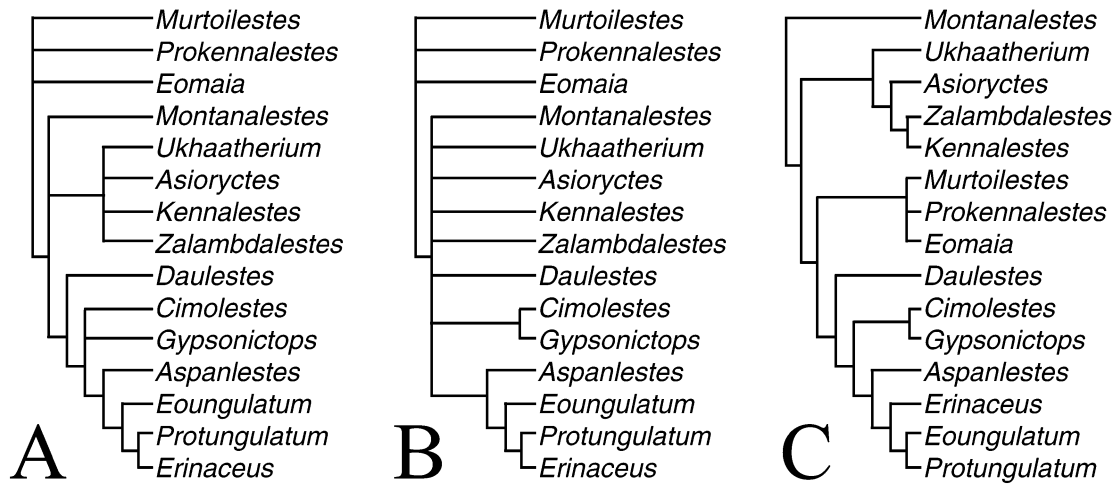 Murtoilestes
Prokennalestes
Eomaia
Montanalestes
Ukhaatherium
Asioryctes
Kennalestes
Zalambdalestes
Daulestes
Cimolestes
Gypsonictops
Aspanlestes
Eoungulatum
Protungulatum
Erinaceus
A
Murtoilestes
Prokennalestes
Eomaia
Montanalestes
Ukhaatherium
Asioryctes
Kennalestes
Zalambdalestes
Daulestes
Cimolestes
Gypsonictops
Aspanlestes
Eoungulatum
Protungulatum
Erinaceus
B
Montanalestes
Ukhaatherium
Asioryctes
Zalambdalestes
Kennalestes
Murtoilestes
Prokennalestes
Eomaia
Daulestes
Cimolestes
Gypsonictops
Aspanlestes
Erinaceus
Eoungulatum
Protungulatum
C